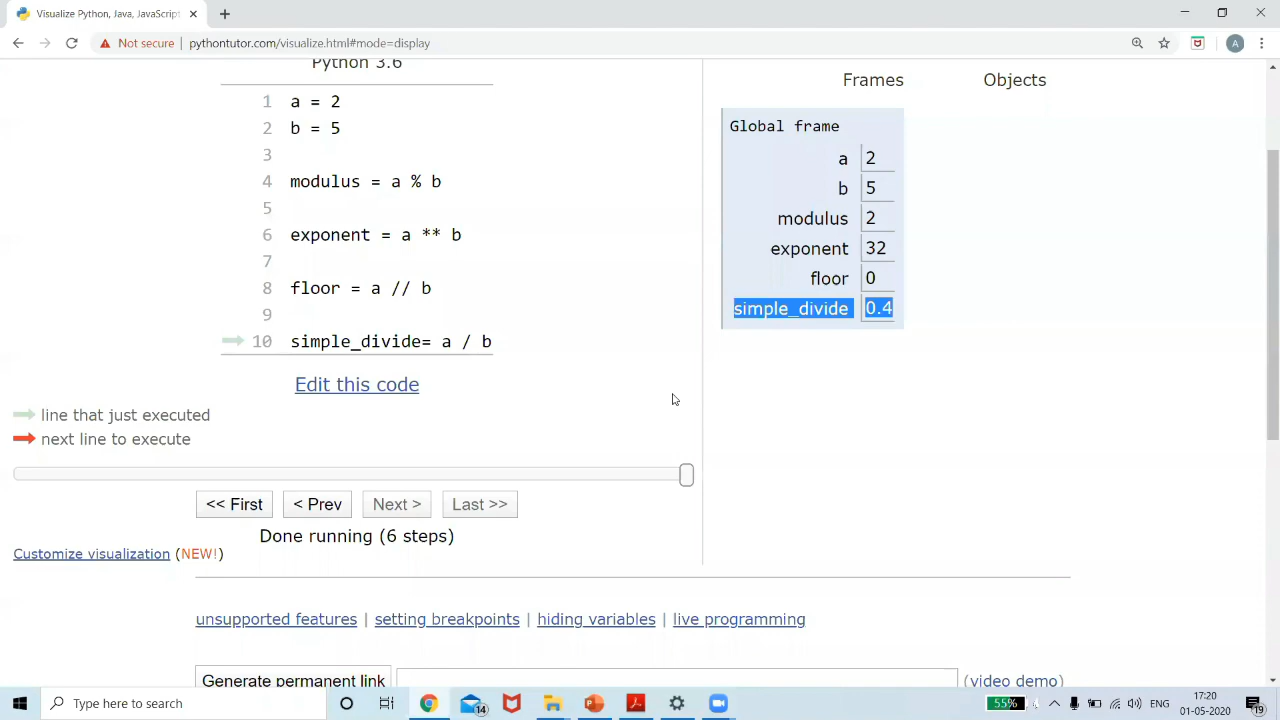 Visualize Python, Java, JavaScript
Not secure | pythontutor.com/visualize.html#mode=display
A
Python 3.6
1 a = 2
2 b = 5
3
4 modulus = a % b
5
6 exponent = a ** b
7
8 floor = a // b
9
10 simple_divide= a / b
Edit this code
line that just executed
next line to execute
<< First < Prev Next > Last >>
Done running (6 steps)
Customize visualization (NEW!)
Frames Objects
Global frame
a 2
b 5
modulus 2
exponent 32
floor 0
simple_divide 0.4
unsupported features | setting breakpoints | hiding variables | live programming
Generate permanent link (video demo)
Type here to search
14
55%
ENG
17:20
01-05-2020
19